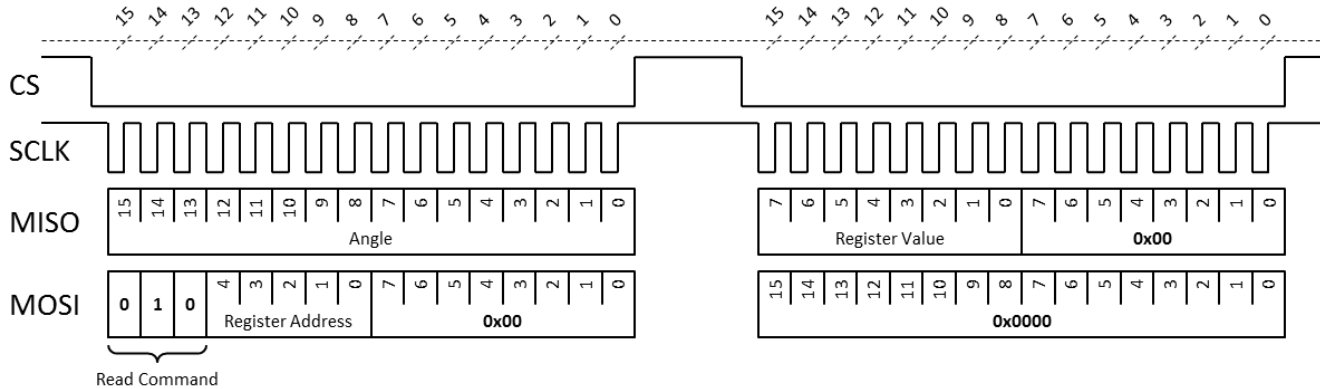 15 14 13 12 11 10 9 8 7 6 5 4 3 2 1 0 15 14 13 12 11 10 9 8 7 6 5 4 3 2 1 0
CS
SCLK
MISO
15 14 13 12 11 10 9 8 7 6 5 4 3 2 1 0 7 6 5 4 3 2 1 0 7 6 5 4 3 2 1 0
Angle Register Value 0x00
MOSI
0 1 0 4 3 2 1 0 7 6 5 4 3 2 1 0 15 14 13 12 11 10 9 8 7 6 5 4 3 2 1 0
Register Address 0x00 0x0000
Read Command